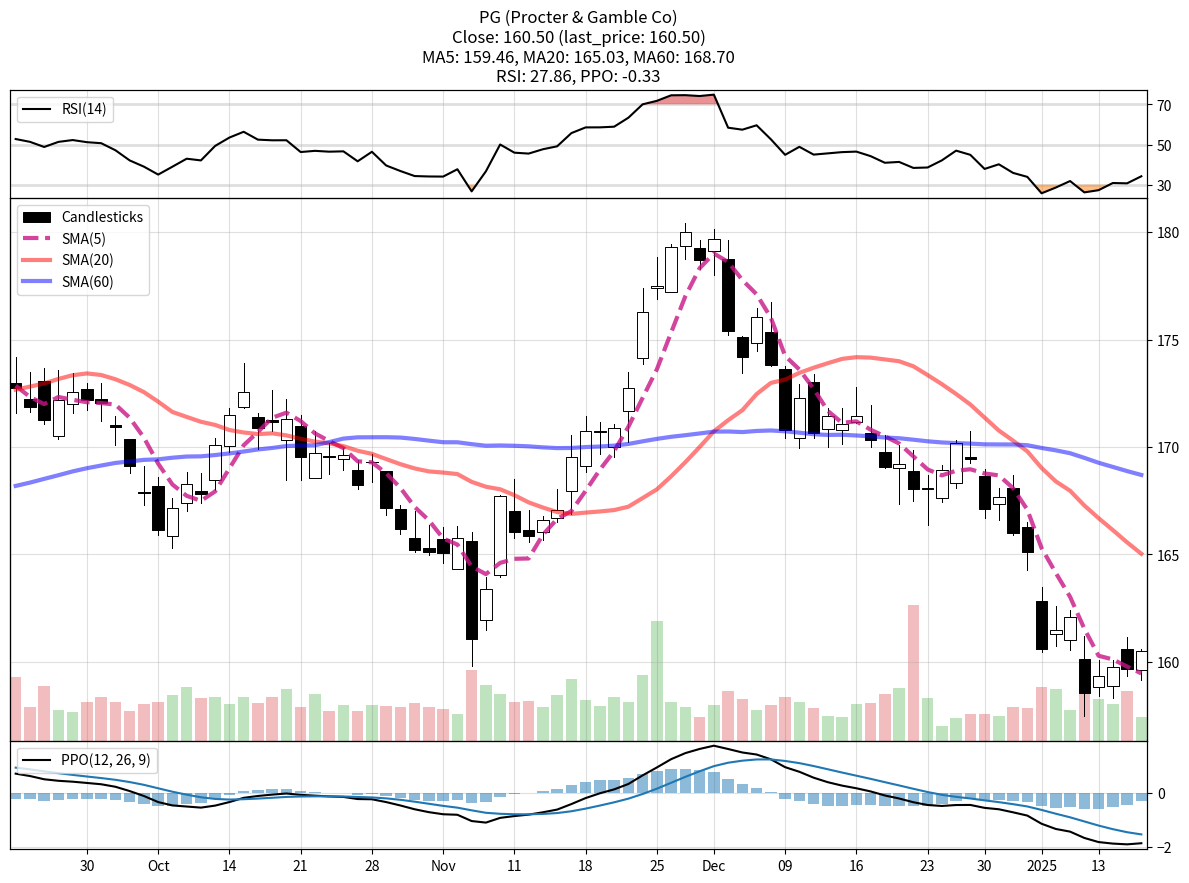 PG (Procter & Gamble Co)
Close: 160.50 (last_price: 160.50)
MA5: 159.46, MA20: 165.03, MA60: 168.70
RSI: 27.86, PPO: -0.33
RSI(14)
70
50
30
Candlesticks
SMA(5)
SMA(20)
SMA(60)
180
175
170
165
160
PPO(12, 26, 9)
0
−2
30 Oct 14 21 28 Nov 11 18 25 Dec 09 16 23 30 2025 13